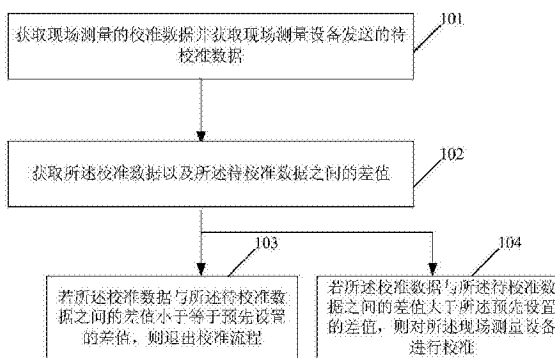 101
获取现场测量的校准数据并获取现场测量设备发送的待
校准数据
102
获取所述校准数据以及所述待校准数据之间的差值
103
若所述校准数据与所述待校准数
据之间的差值小于等于预先设置
的差值，则退出校准流程
104
若所述校准数据与所述待校准数
据之间的差值大于所述预先设置
的差值，则对所述现场测量设备
进行校准